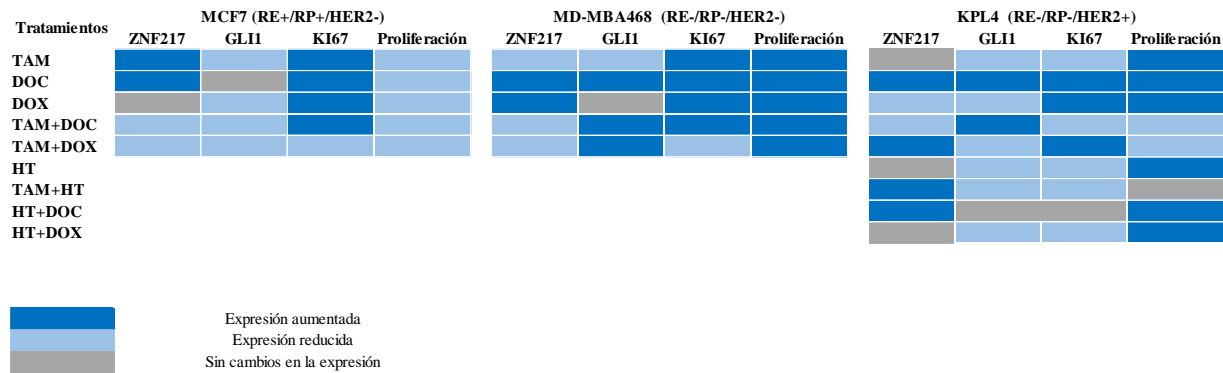 Tratamientos MCF7 (RE+/RP+/HER2-) MD-MBA468 (RE-/RP-/HER2-) KPL4 (RE-/RP-/HER2+)
ZNF217 GLI1 KI67 Proliferación ZNF217 GLI1 KI67 Proliferación ZNF217 GLI1 KI67 Proliferación
TAM
DOC
DOX
TAM+DOC
TAM+DOX
HT
TAM+HT
HT+DOC
HT+DOX
Expresión aumentada
Expresión reducida
Sin cambios en la expresión